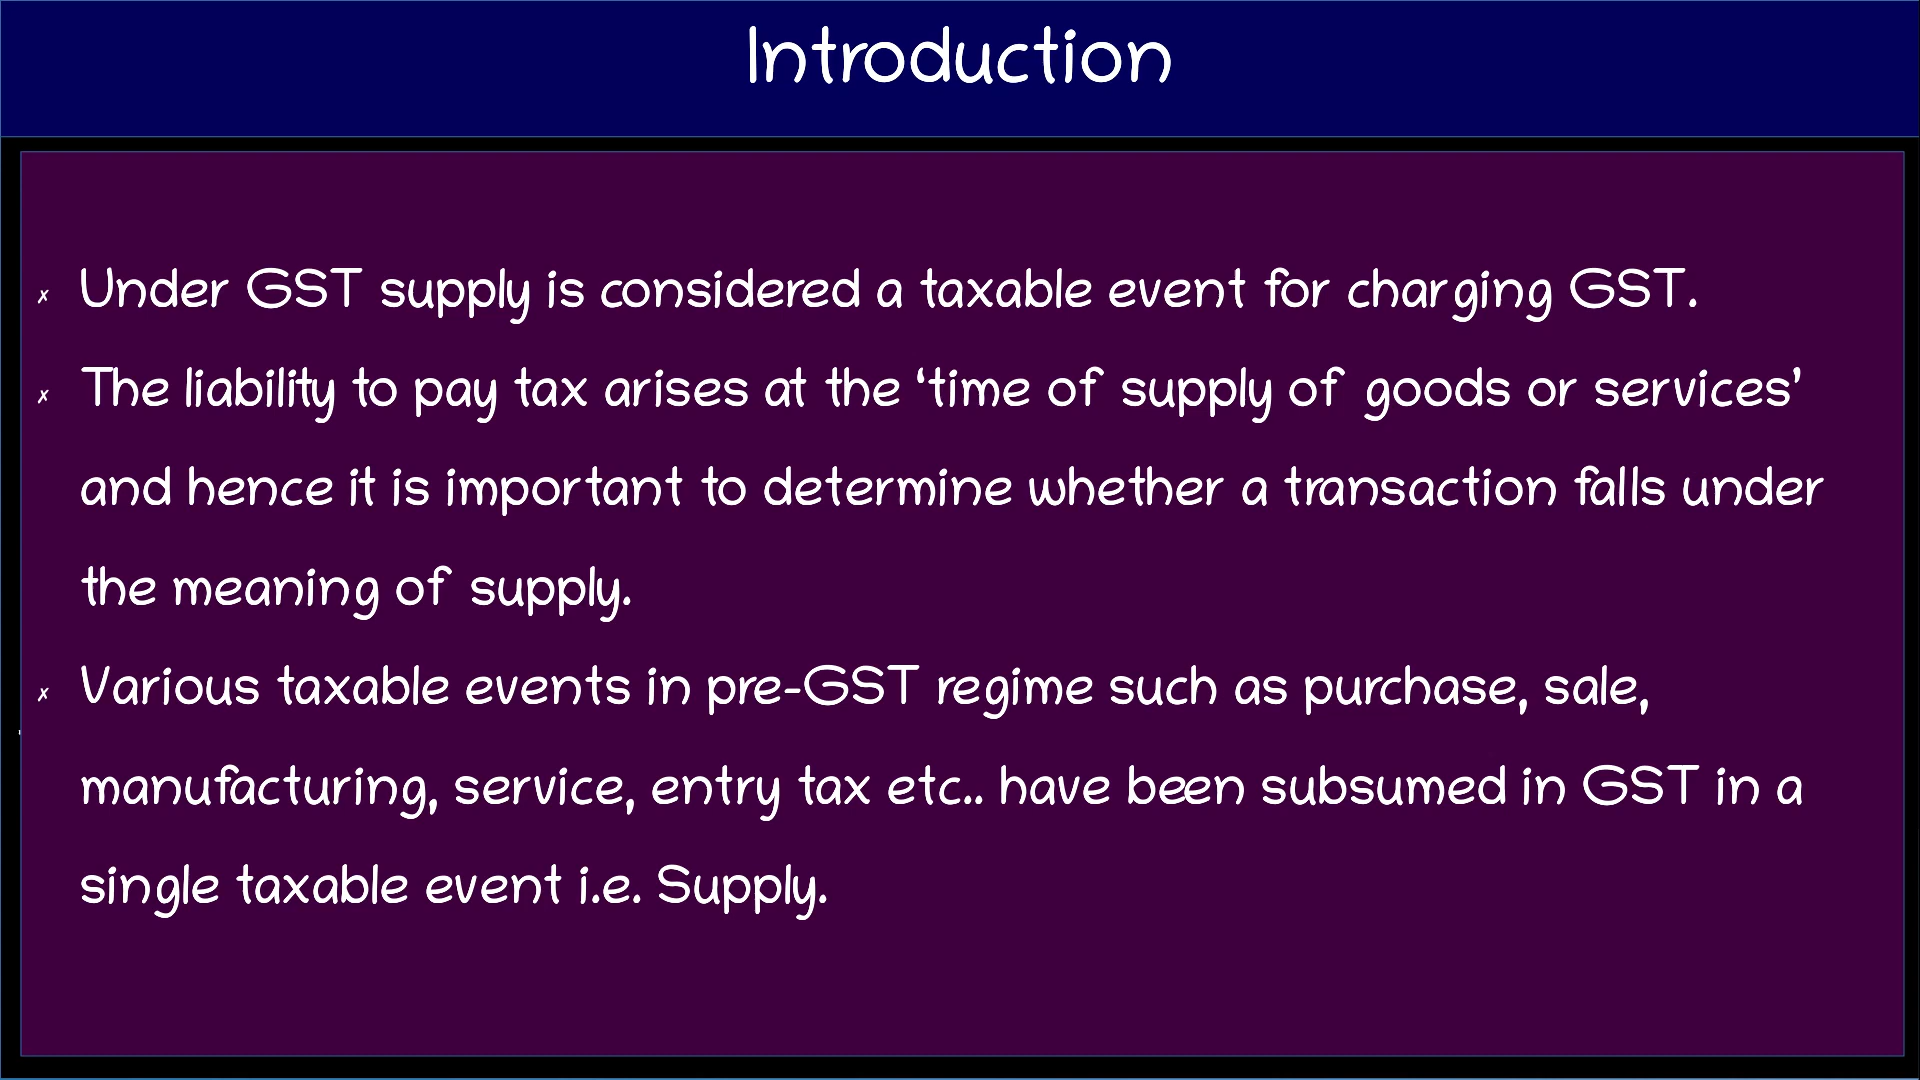 Introduction
✗ Under GST supply is considered a taxable event for charging GST.
✗ The liability to pay tax arises at the ‘time of supply of goods or services’
and hence it is important to determine whether a transaction falls under
the meaning of supply.
✗ Various taxable events in pre-GST regime such as purchase, sale,
manufacturing, service, entry tax etc.. have been subsumed in GST in a
single taxable event i.e. Supply.